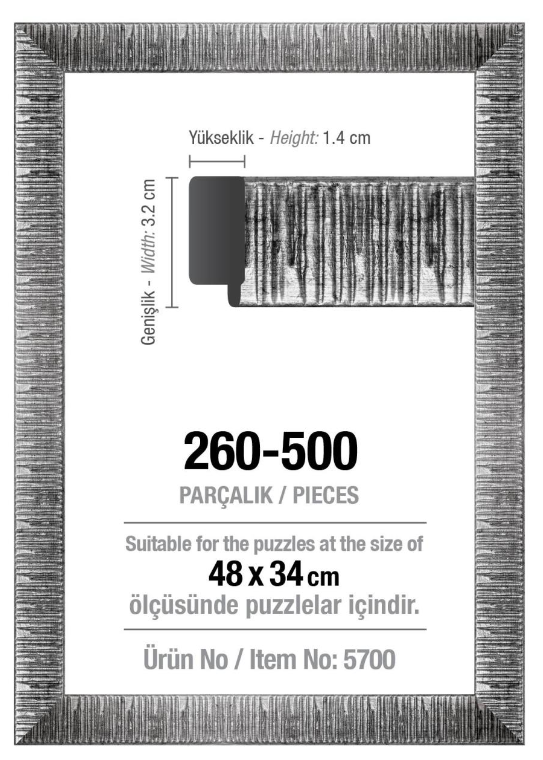 Yükseklik - Height: 1.4 cm
Genişlik - Width: 3.2 cm
260-500
PARÇALIK / PIECES
Suitable for the puzzles at the size of
48 x 34 cm
ölçüsünde puzzlelar içindir.
Ürün No / Item No: 5700